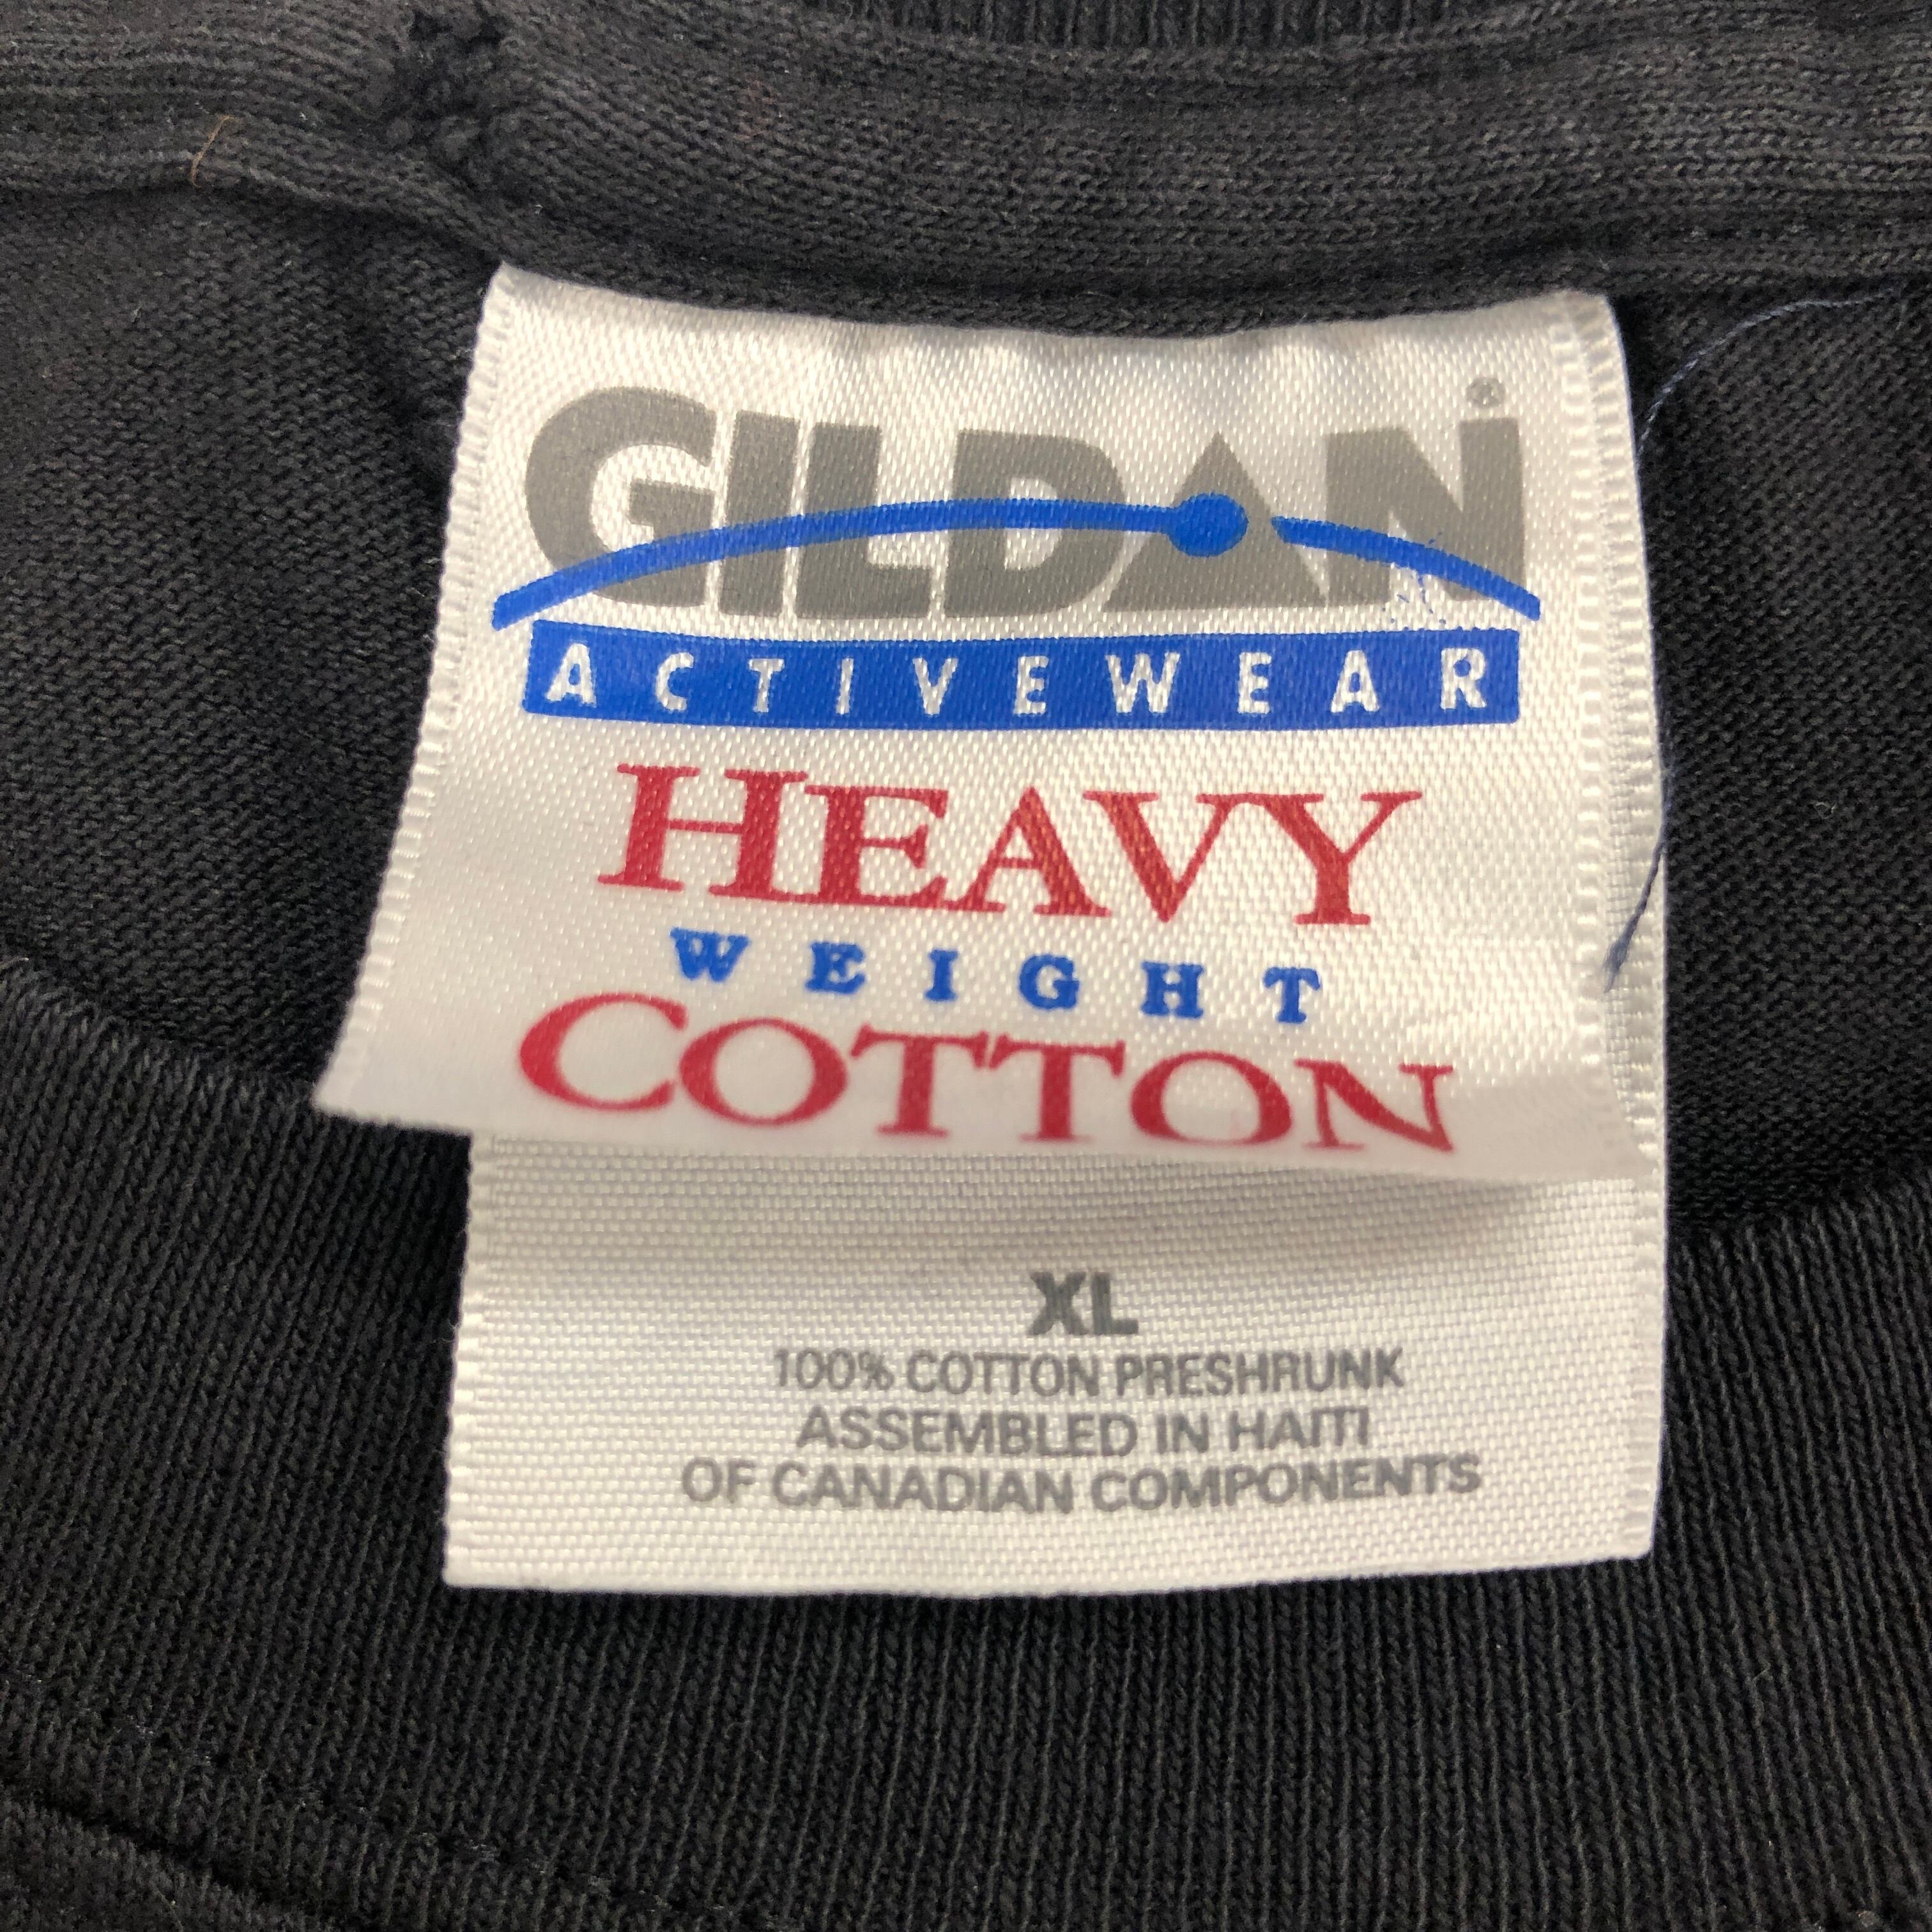 GILDAN®
ACTIVEWEAR
HEAVY
WEIGHT
COTTON
XL
100% COTTON PRESHRUNK
ASSEMBLED IN HAITI
OF CANADIAN COMPONENTS